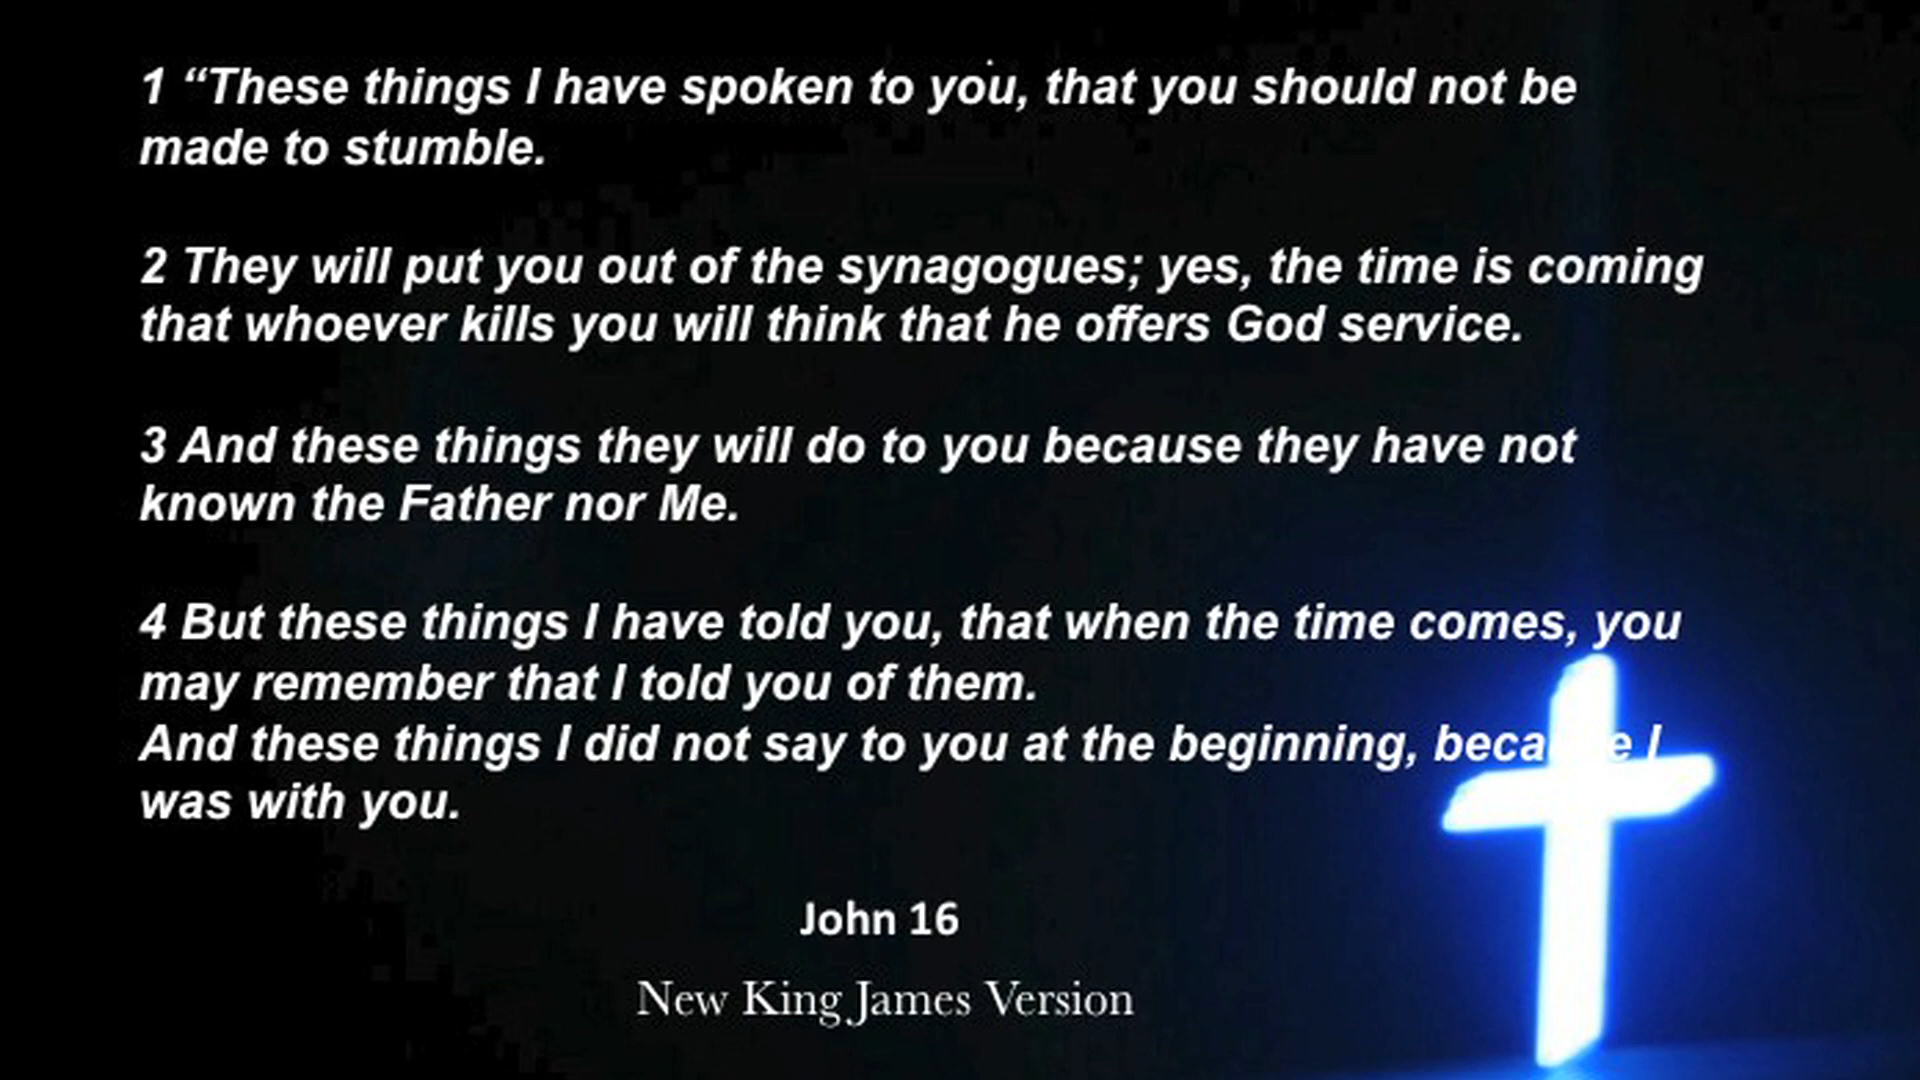 1 “These things I have spoken to you, that you should not be
made to stumble.
2 They will put you out of the synagogues; yes, the time is coming
that whoever kills you will think that he offers God service.
3 And these things they will do to you because they have not
known the Father nor Me.
4 But these things I have told you, that when the time comes, you
may remember that I told you of them.
And these things I did not say to you at the beginning, because I
was with you.
John 16
New King James Version